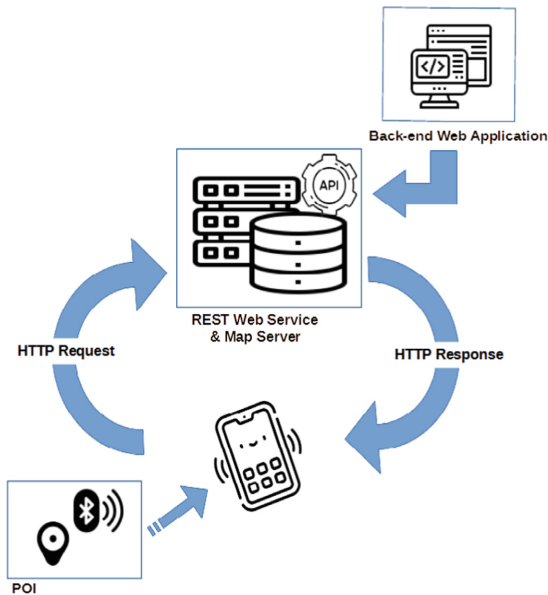 </>
Back-end Web Application
API
REST Web Service
& Map Server
HTTP Request
HTTP Response
POI